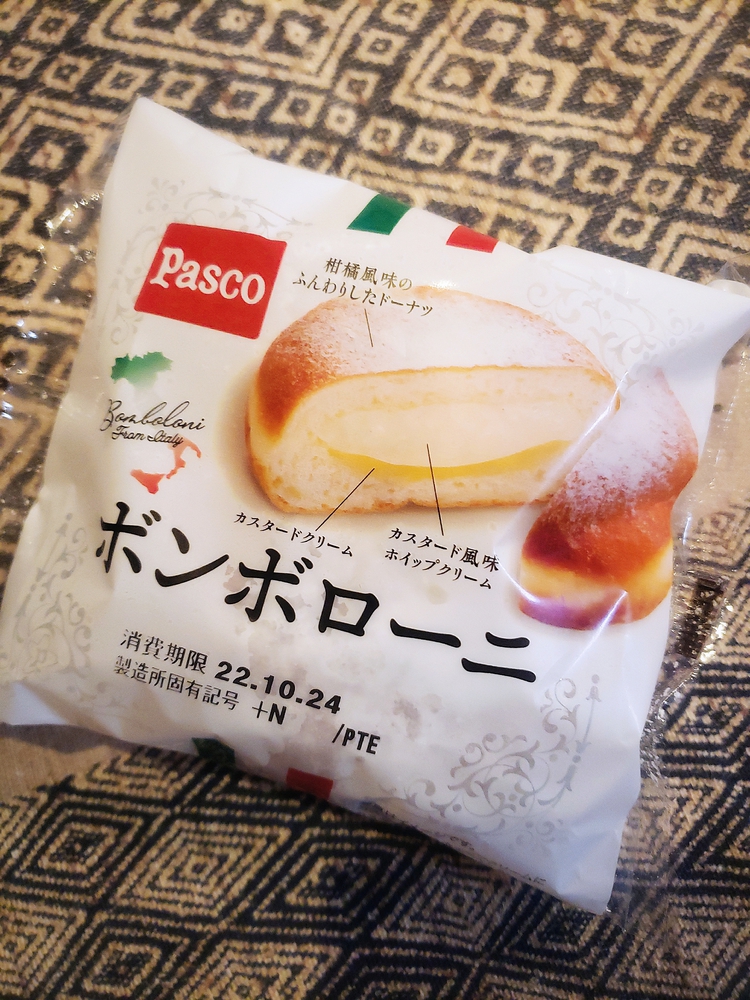 Pasco
柑橘風味の
ふんわりしたドーナツ
Bomboloni
From Italy
カスタードクリーム
カスタード風味
ホイップクリーム
ボンボローニ
消費期限 22.10.24
製造所固有記号 +N /PTE